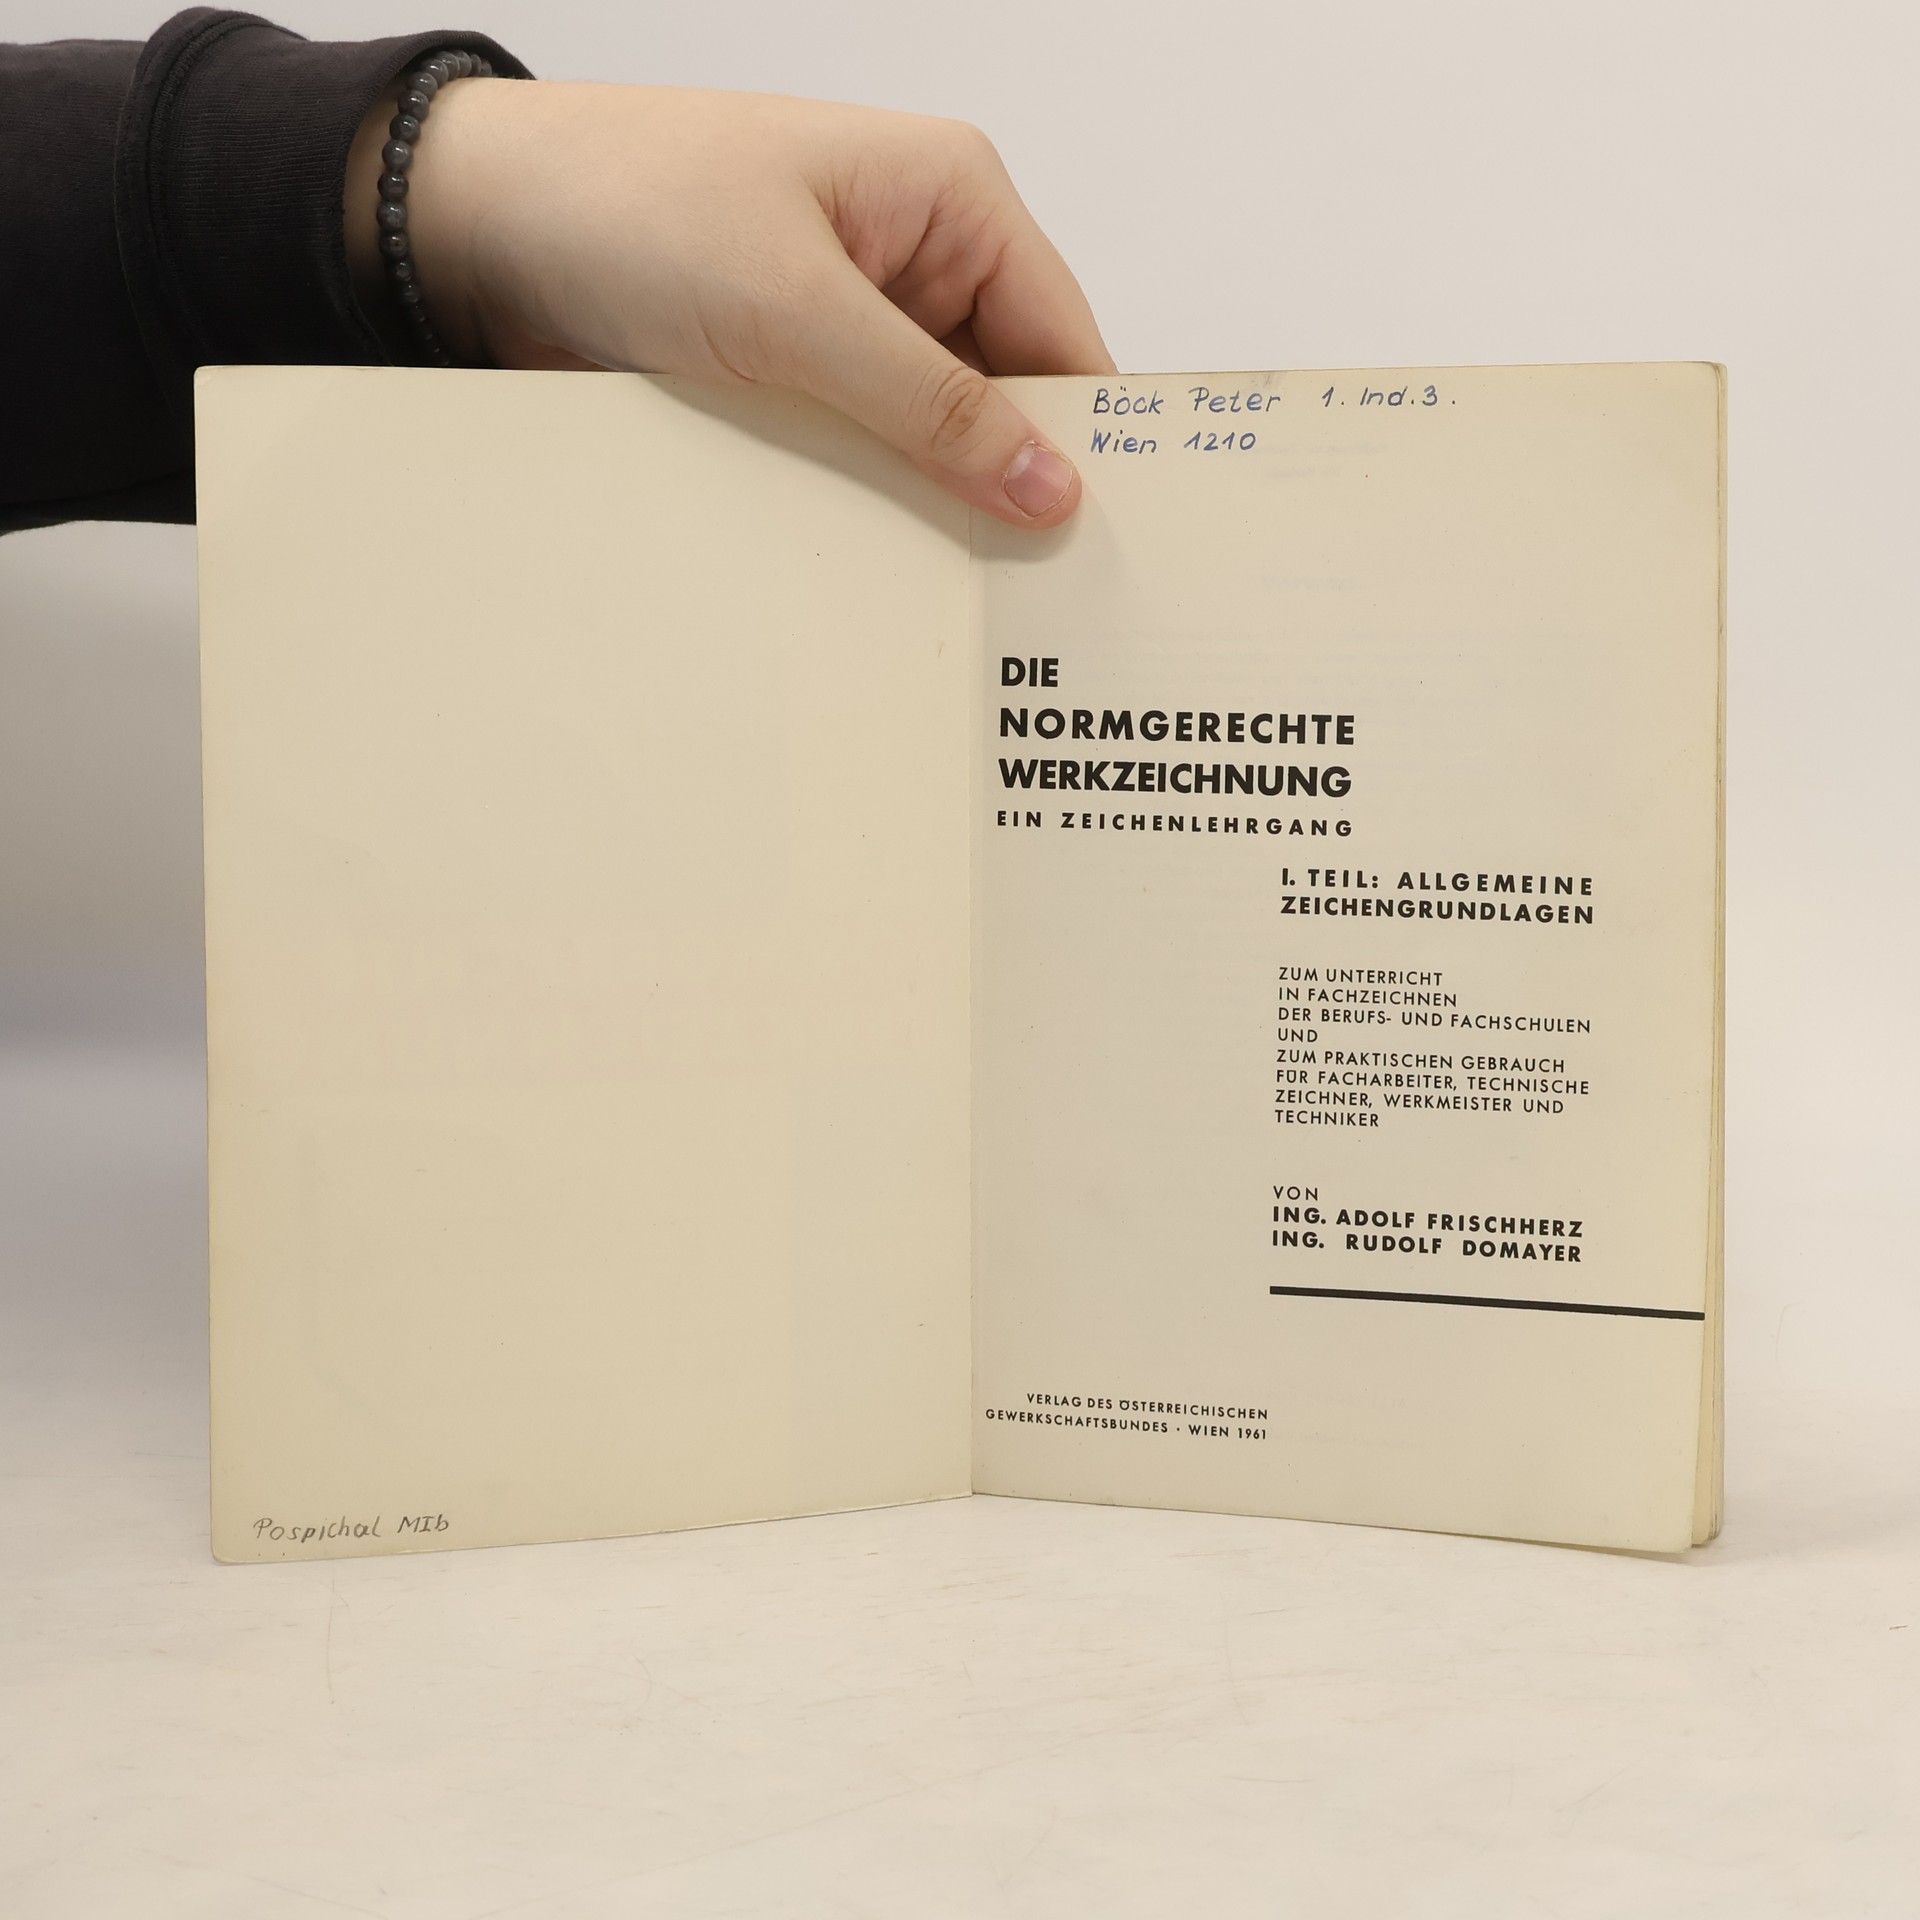 Böck Peter 1. Ind. 3.
Wien 1210
DIE
NORMGERECHTE
WERKZEICHNUNG
EIN ZEICHENLEHRGANG
I. TEIL: ALLGEMEINE
ZEICHENGRUNDLAGEN
ZUM UNTERRICHT
IN FACHZEICHNEN
DER BERUFS- UND FACHSCHULEN
UND
ZUM PRAKTISCHEN GEBRAUCH
FÜR FACHARBEITER, TECHNISCHE
ZEICHNER, WERKMEISTER UND
TECHNIKER
VON
ING. ADOLF FRISCHHERZ
ING. RUDOLF DOMAYER
VERLAG DES ÖSTERREICHISCHEN
GEWERKSCHAFTSBUNDES · WIEN 1961
Pospichal MIb